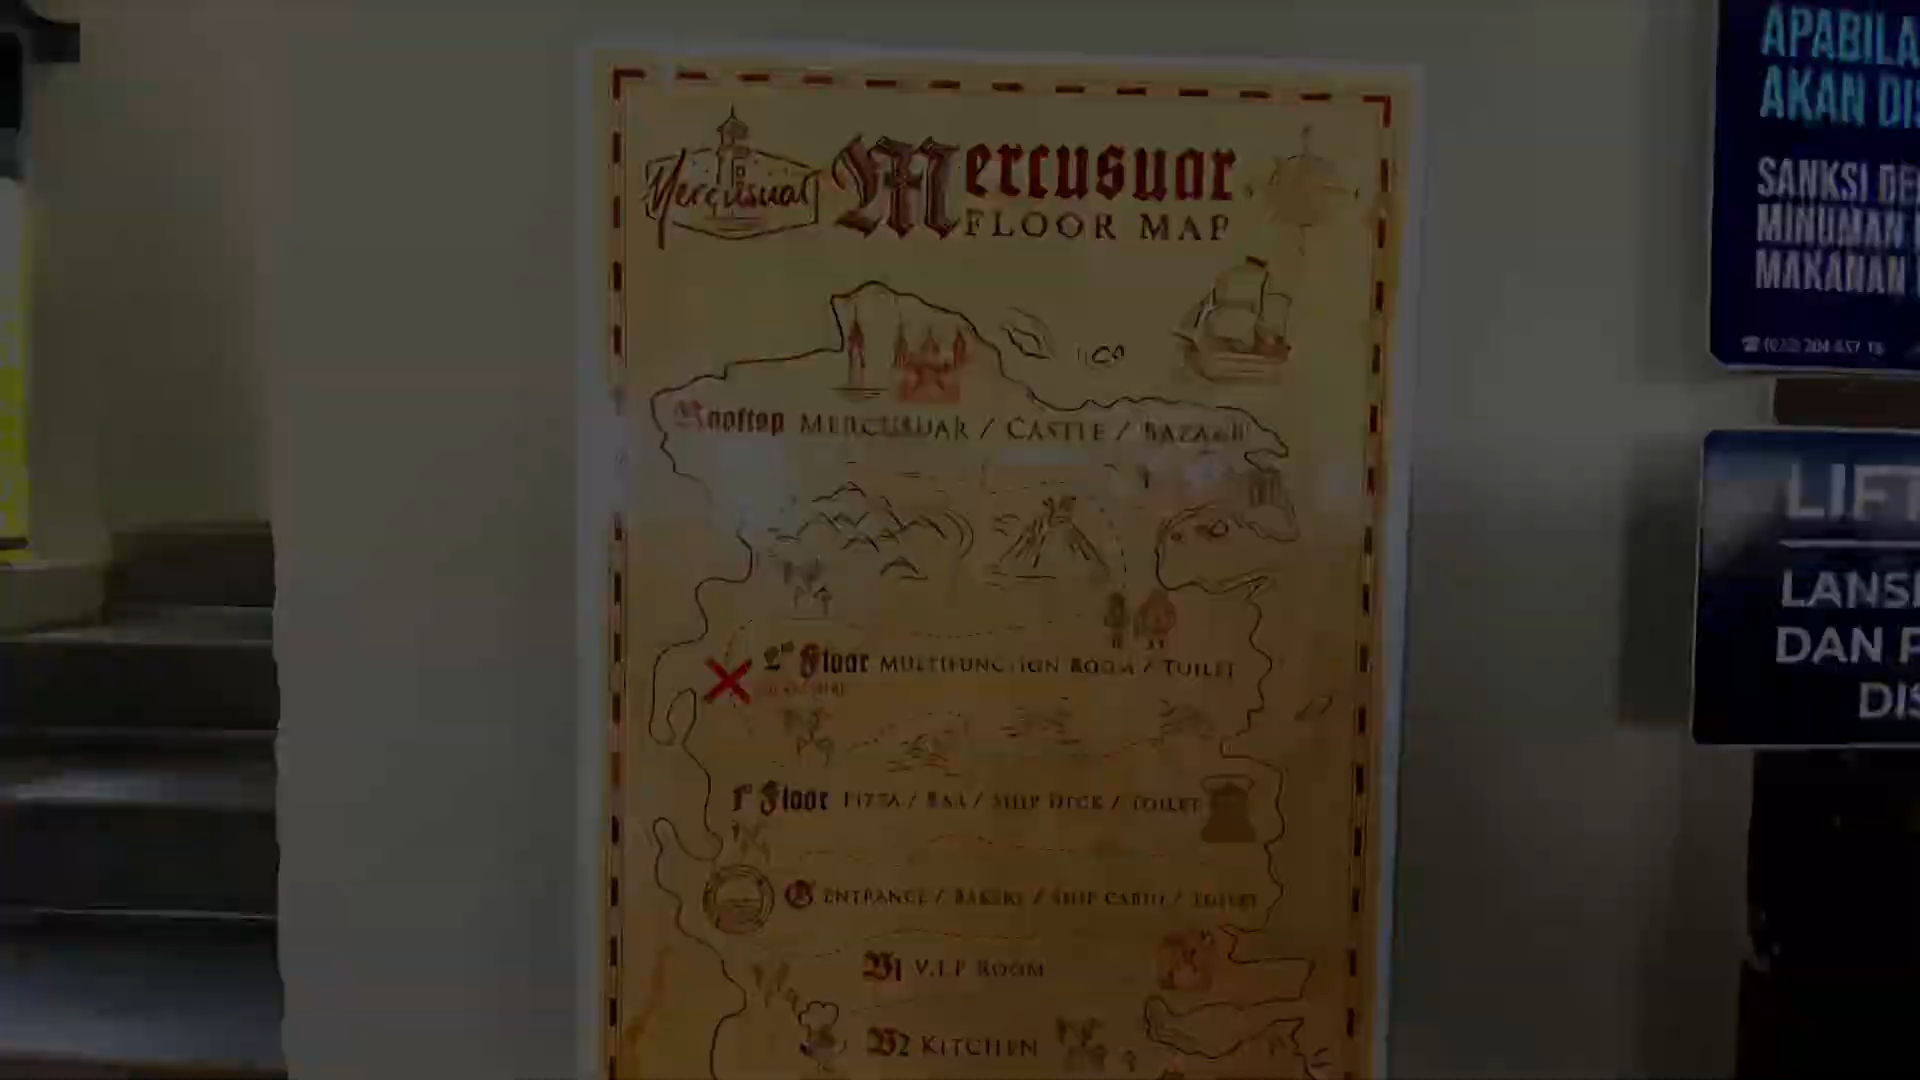 Mercusuar
Mercusuar
FLOOR MAP
Rooftop MERCUSUAR / CASTLE / BAZAAR
2nd Floor MULTIFUNCTION ROOM / TOILET
1st Floor PIZZA / BAR / SHIP DECK / TOILET
G ENTRANCE / BAKERY / SHIP CABIN / TOILET
B1 V.I.P ROOM
B2 KITCHEN
APABILA
AKAN DIS
SANKSI DE
MINUMAN
MAKANAN
LIFT
LANSI
DAN P
DIS